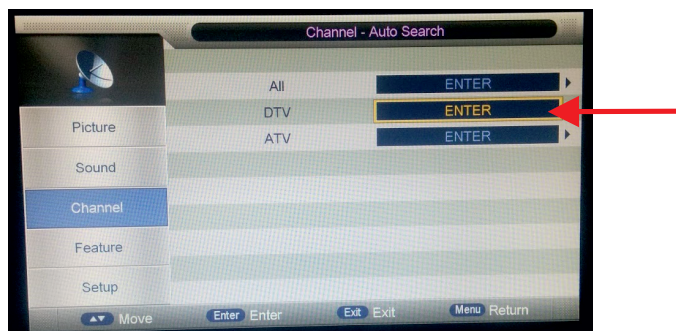 Channel - Auto Search
All ENTER
DTV ENTER
ATV ENTER
Picture
Sound
Channel
Feature
Setup
Move Enter Enter Exit Exit Menu Return